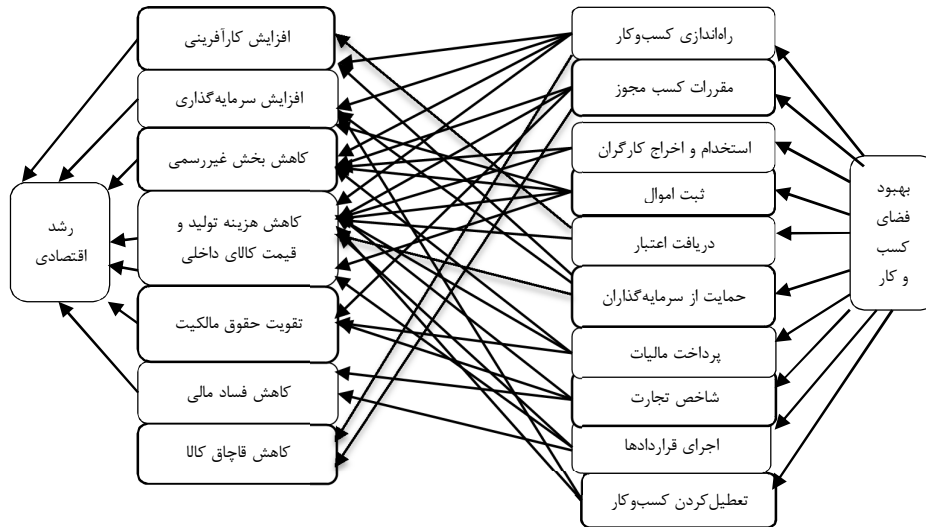 بهبود
فضای
کسب
و کار
راه‌اندازی کسب‌وکار
مقررات کسب مجوز
استخدام و اخراج کارگران
ثبت اموال
دریافت اعتبار
حمایت از سرمایه‌گذاران
پرداخت مالیات
شاخص تجارت
اجرای قراردادها
تعطیل‌کردن کسب‌وکار
افزایش کارآفرینی
افزایش سرمایه‌گذاری
کاهش بخش غیررسمی
کاهش هزینه تولید و
قیمت کالای داخلی
تقویت حقوق مالکیت
کاهش فساد مالی
کاهش قاچاق کالا
رشد
اقتصادی